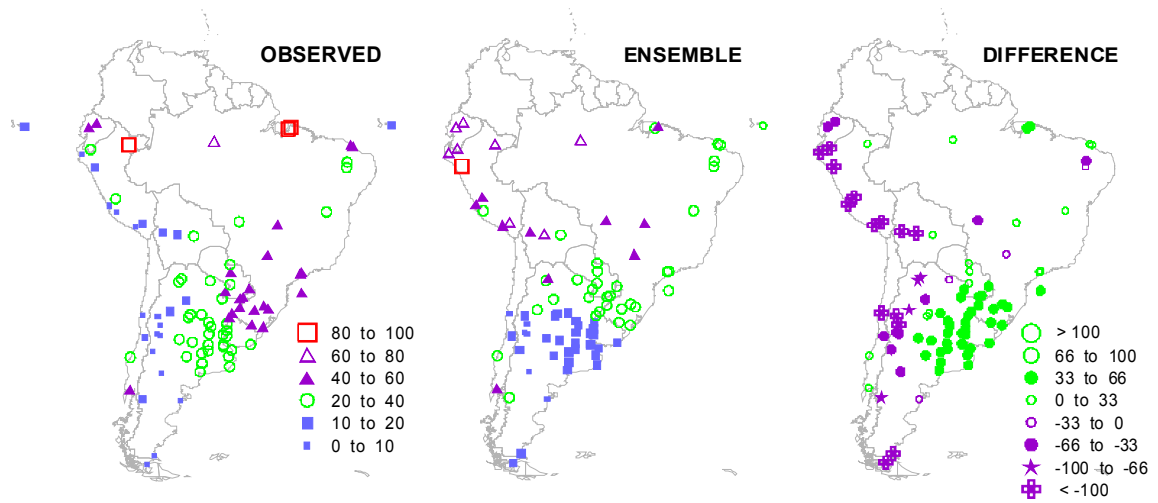 OBSERVED
ENSEMBLE
DIFFERENCE
80 to 100
60 to 80
40 to 60
20 to 40
10 to 20
0 to 10
> 100
66 to 100
33 to 66
0 to 33
-33 to 0
-66 to -33
-100 to -66
< -100